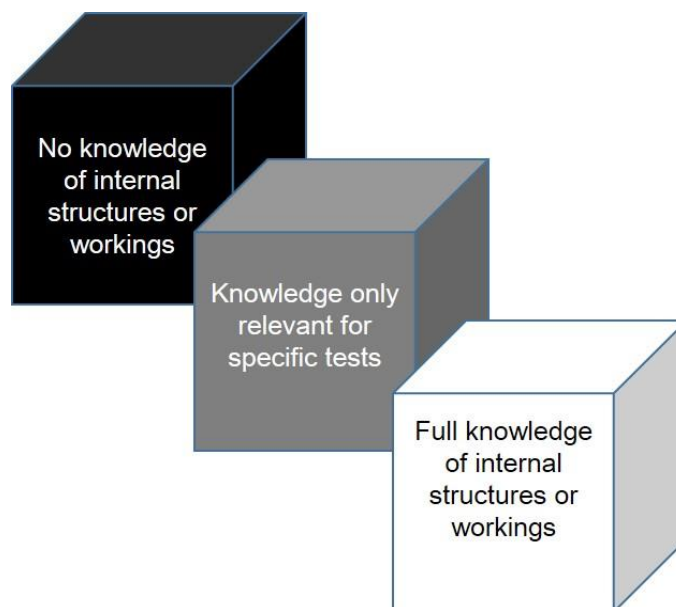 No knowledge
of internal
structures or
workings
Knowledge only
relevant for
specific tests
Full knowledge
of internal
structures or
workings